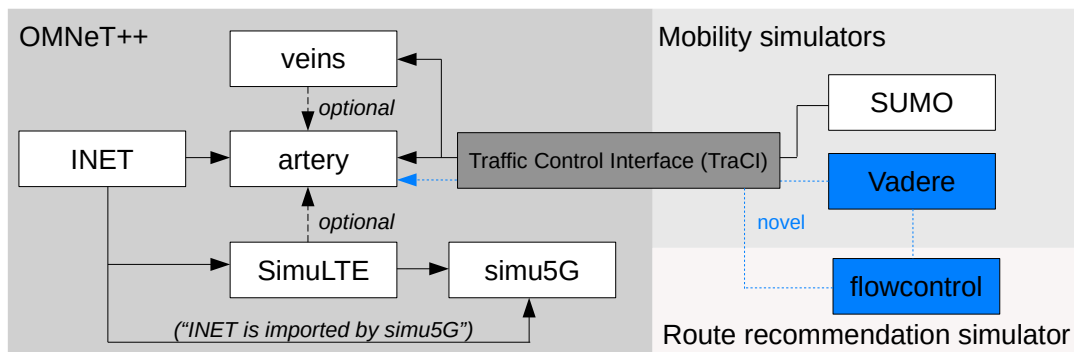 OMNeT++
Mobility simulators
veins
SUMO
optional
INET
artery
Traffic Control Interface (TraCI)
Vadere
optional
novel
SimuLTE
simu5G
flowcontrol
(“INET is imported by simu5G”)
Route recommendation simulator